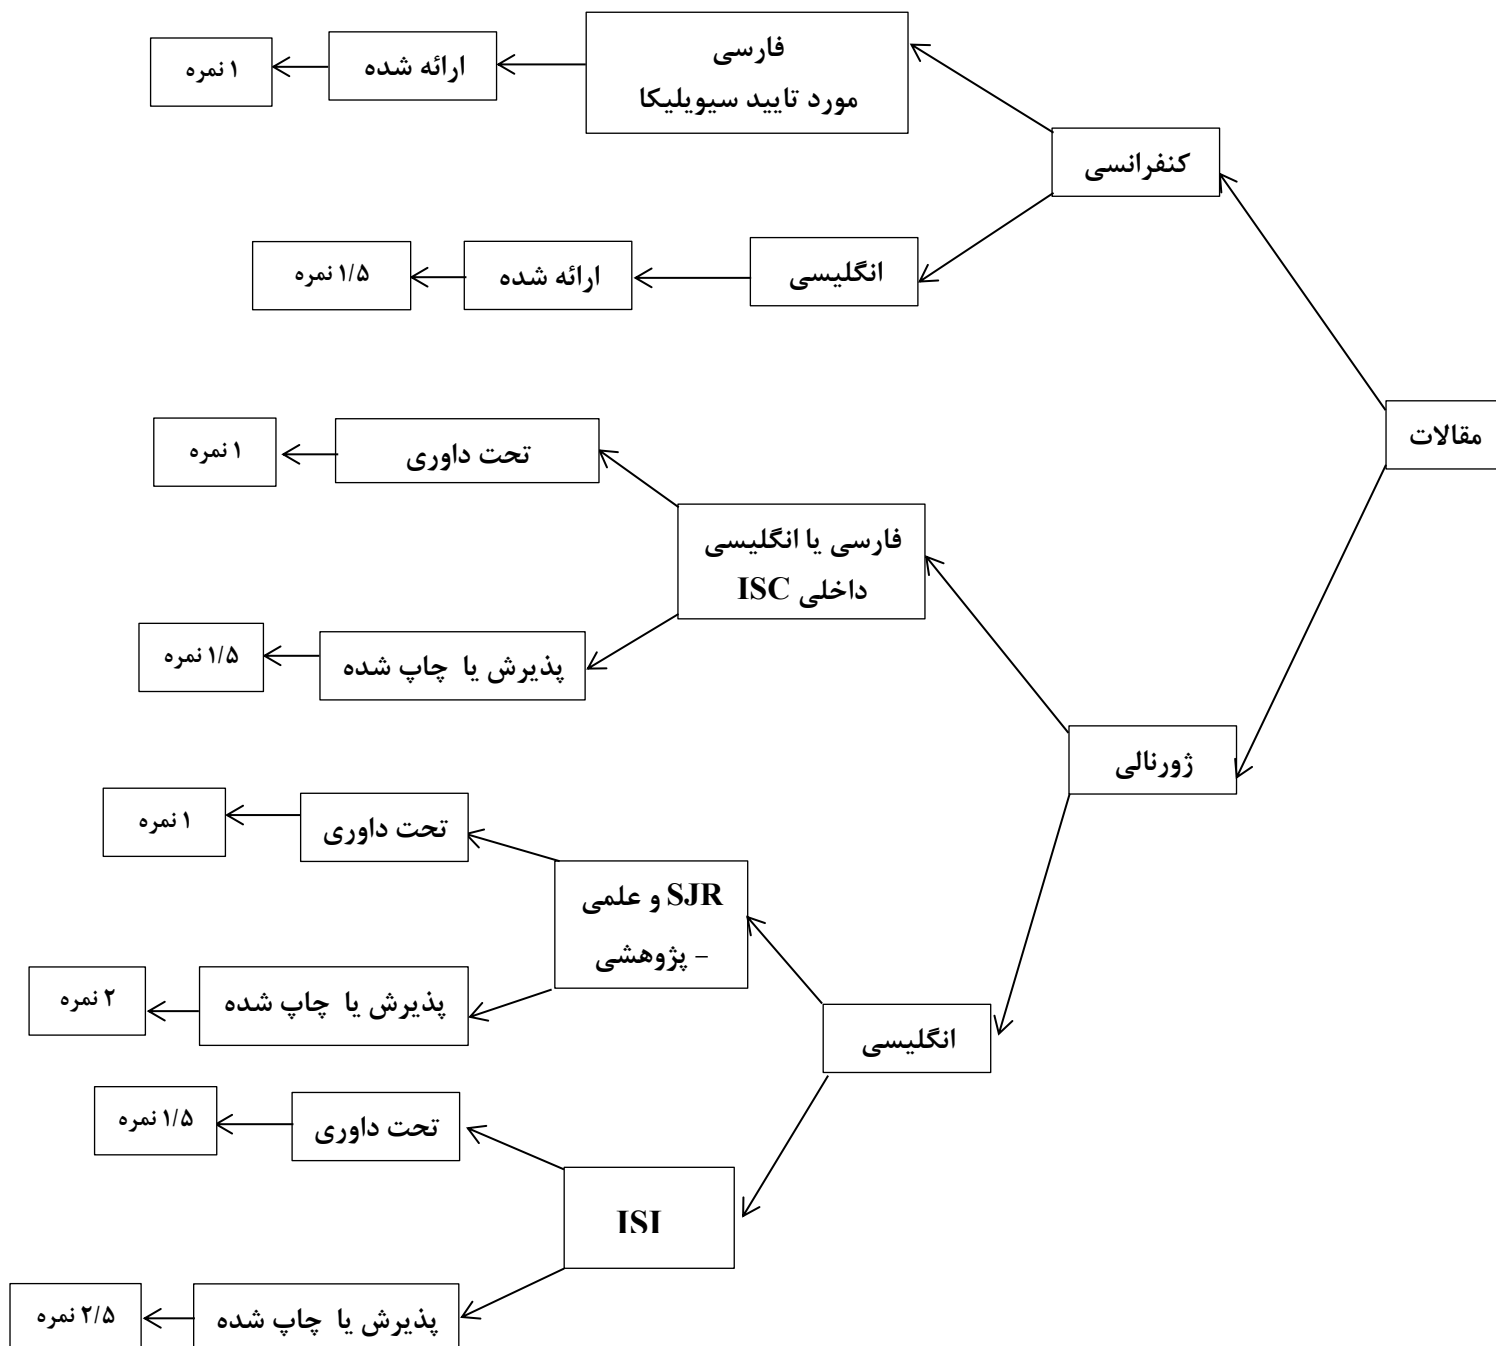 مقالات
کنفرانسی
فارسی
مورد تایید سیویلیکا
ارائه شده
۱ نمره
انگلیسی
ارائه شده
۱/۵ نمره
ژورنالی
فارسی یا انگلیسی
داخلی ISC
تحت داوری
۱ نمره
پذیرش یا چاپ شده
۱/۵ نمره
انگلیسی
SJR و علمی
– پژوهشی
تحت داوری
۱ نمره
پذیرش یا چاپ شده
۲ نمره
ISI
تحت داوری
۱/۵ نمره
پذیرش یا چاپ شده
۲/۵ نمره